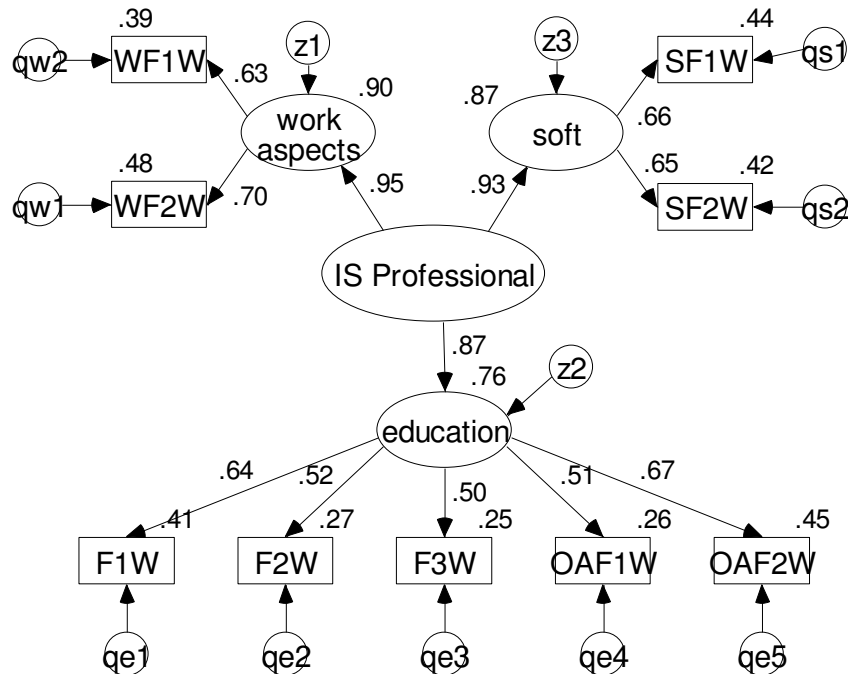 .39
.44
z1
z3
qw2
WF1W
SF1W
qs1
.63
.90
.87
work
aspects
soft
.66
.48
.65
.42
qw1
WF2W
.70
.95
.93
SF2W
qs2
IS Professional
.87
.76
z2
education
.64
.52
.50
.51
.67
.41
.27
.25
.26
.45
F1W
F2W
F3W
OAF1W
OAF2W
qe1
qe2
qe3
qe4
qe5